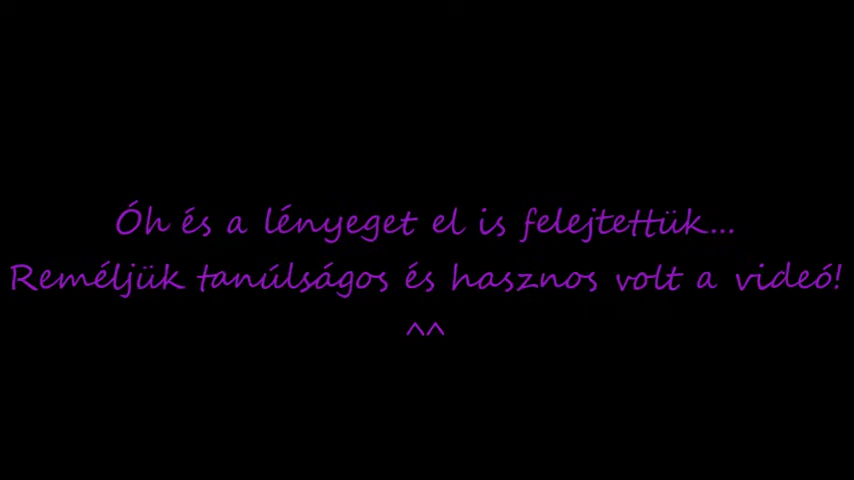 Óh és a lényeget el is felejtettük...
Reméljük tanúlságos és hasznos volt a videó!
^^